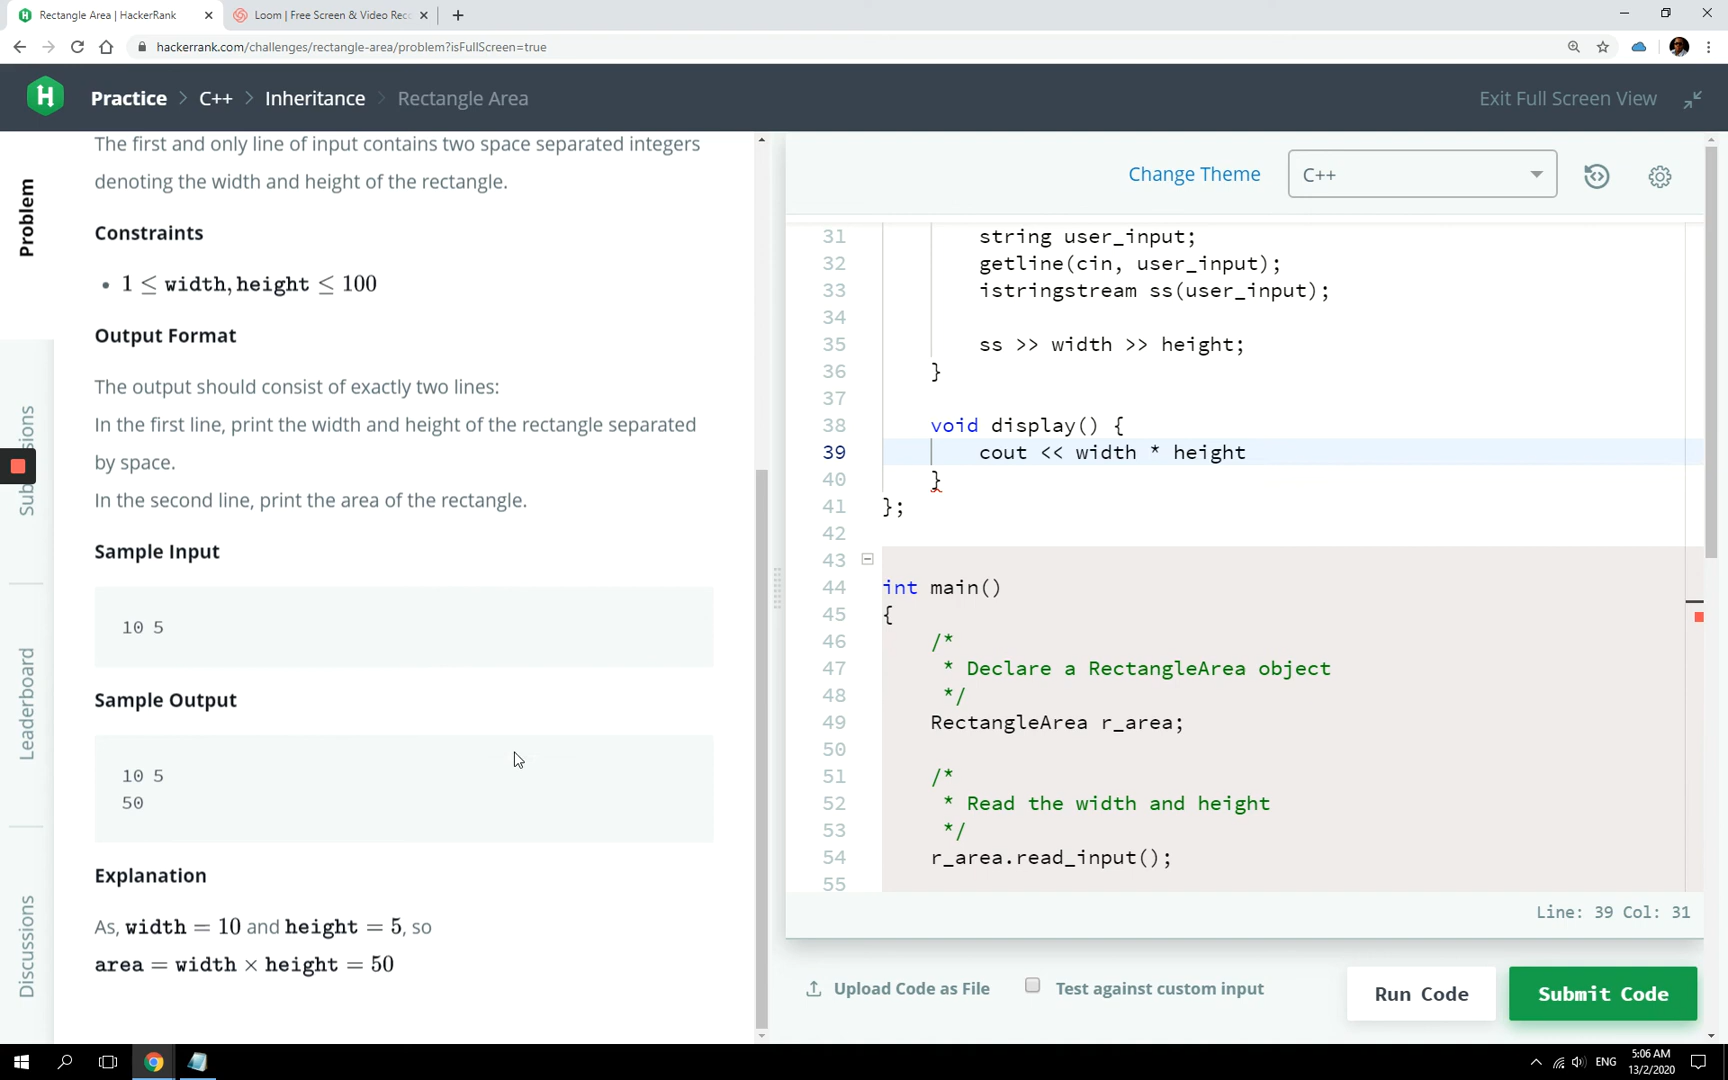 Rectangle Area | HackerRank
Loom | Free Screen & Video Rec
hackerrank.com/challenges/rectangle-area/problem?isFullScreen=true
H
Practice > C++ > Inheritance > Rectangle Area
Exit Full Screen View
Problem
Submissions
Leaderboard
Discussions
The first and only line of input contains two space separated integers
denoting the width and height of the rectangle.
Constraints
• 1 ≤ width, height ≤ 100
Output Format
The output should consist of exactly two lines:
In the first line, print the width and height of the rectangle separated
by space.
In the second line, print the area of the rectangle.
Sample Input
10 5
Sample Output
10 5
50
Explanation
As, width = 10 and height = 5, so
area = width × height = 50
Change Theme
C++
31 string user_input;
32 getline(cin, user_input);
33 istringstream ss(user_input);
34
35 ss >> width >> height;
36 }
37
38 void display() {
39 cout << width * height
40 }
41 };
42
43
44 int main()
45 {
46 /*
47 * Declare a RectangleArea object
48 */
49 RectangleArea r_area;
50
51 /*
52 * Read the width and height
53 */
54 r_area.read_input();
55
Line: 39 Col: 31
Upload Code as File
Test against custom input
Run Code
Submit Code
ENG
5:06 AM
13/2/2020